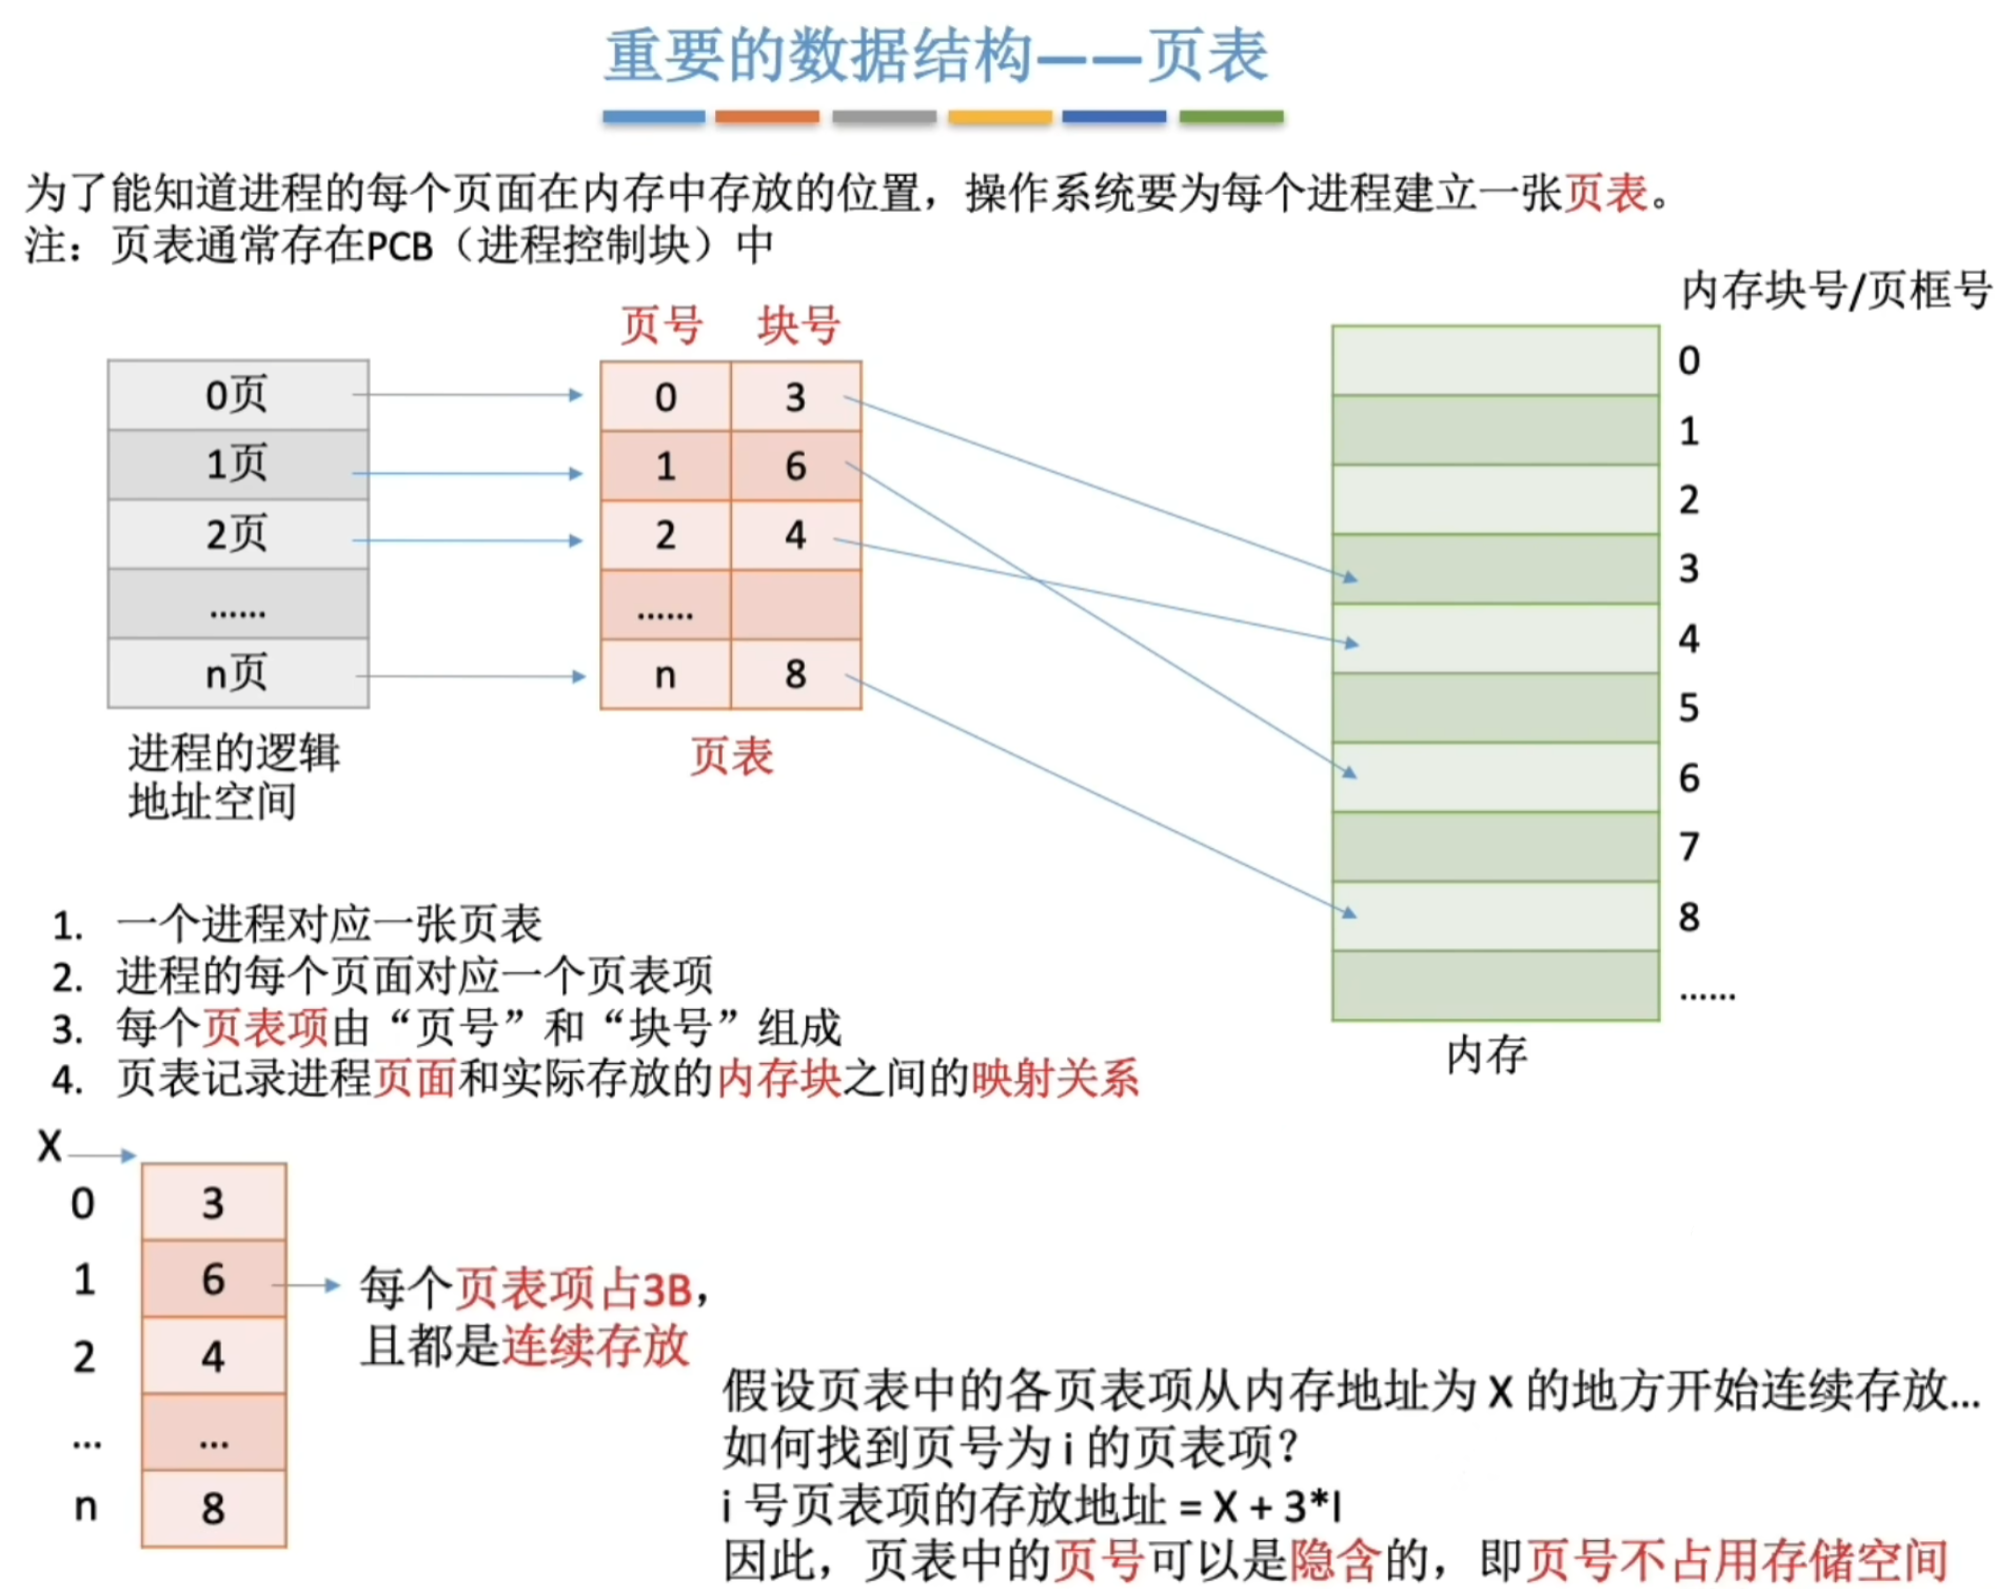 重要的数据结构——页表
为了能知道进程的每个页面在内存中存放的位置，操作系统要为每个进程建立一张页表。
注：页表通常存在PCB（进程控制块）中
内存块号/页框号
页号 块号
0页 0 3 0
1页 1 6 1
2页 2 4 2
…… …… 3
n页 n 8 4
5
6
7
8
……
进程的逻辑
地址空间
页表
内存
1. 一个进程对应一张页表
2. 进程的每个页面对应一个页表项
3. 每个页表项由“页号”和“块号”组成
4. 页表记录进程页面和实际存放的内存块之间的映射关系
X
0 3
1 6
2 4
... ...
n 8
每个页表项占3B，
且都是连续存放
假设页表中的各页表项从内存地址为 X 的地方开始连续存放...
如何找到页号为 i 的页表项？
i 号页表项的存放地址 = X + 3*I
因此，页表中的页号可以是隐含的，即页号不占用存储空间